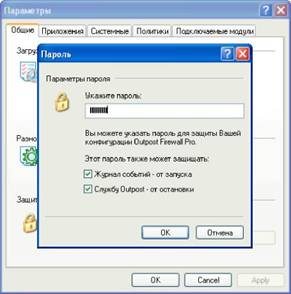 Параметры
Общие Приложения Системные Политики Подключаемые модули
Загру
Пароль
Параметры пароля
Укажите пароль:
Разно
Вы можете указать пароль для защиты Вашей
конфигурации Outpost Firewall Pro.
Этот пароль также может защищать:
Журнал событий - от запуска
Службу Outpost - от остановки
Защит
OK Отмена
OK Cancel Apply